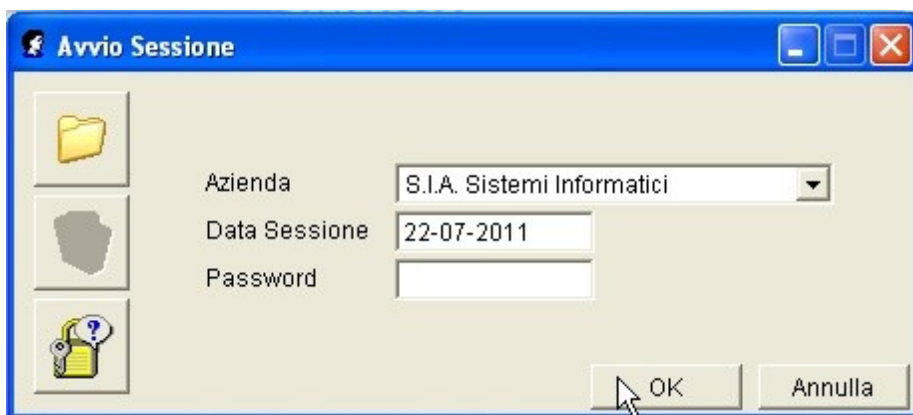 Avvio Sessione
Azienda S.I.A. Sistemi Informatici
Data Sessione 22-07-2011
Password
OK Annulla